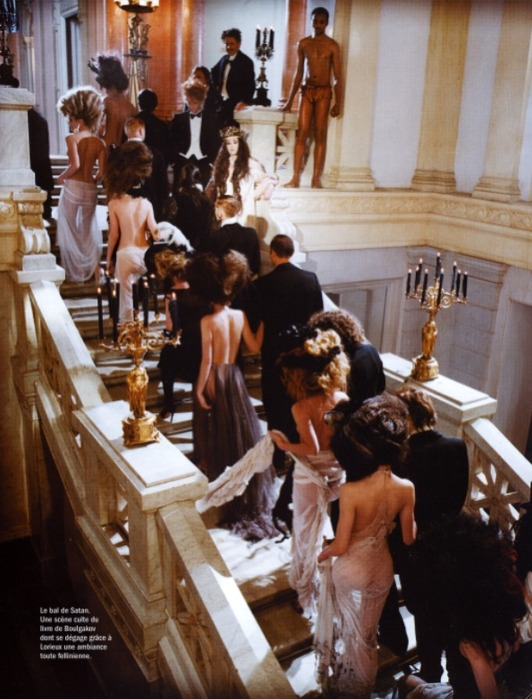 Le bal de Satan.
Une scène culte du
livre de Boulgakov
dont se dégage grâce à
Lorieux une ambiance
toute fellinienne.